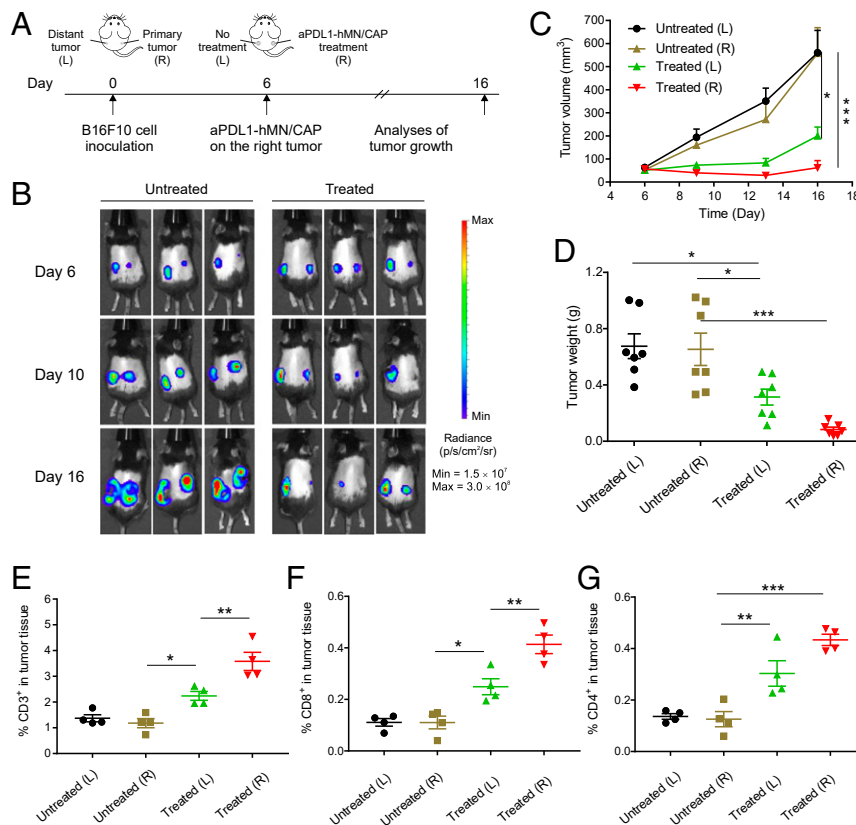 A
Distant tumor (L)
Primary tumor (R)
No treatment (L)
aPDL1-hMN/CAP treatment (R)
Day
0
6
16
B16F10 cell inoculation
aPDL1-hMN/CAP on the right tumor
Analyses of tumor growth
B
Untreated
Treated
Day 6
Day 10
Day 16
Max
Min
Radiance
(p/s/cm²/sr)
Min = 1.5 × 10⁷
Max = 3.0 × 10⁸
C
Tumor volume (mm³)
700
600
500
400
300
200
100
0
4
6
8
10
12
14
16
18
Time (Day)
Untreated (L)
Untreated (R)
Treated (L)
Treated (R)
*
***
D
Tumor weight (g)
1.2
0.8
0.4
0.0
*
*
***
Untreated (L)
Untreated (R)
Treated (L)
Treated (R)
E
% CD3⁺ in tumor tissue
6
5
4
3
2
1
0
*
**
Untreated (L)
Untreated (R)
Treated (L)
Treated (R)
F
% CD8⁺ in tumor tissue
0.6
0.4
0.2
0.0
*
**
Untreated (L)
Untreated (R)
Treated (L)
Treated (R)
G
% CD4⁺ in tumor tissue
0.6
0.4
0.2
0.0
**
***
Untreated (L)
Untreated (R)
Treated (L)
Treated (R)